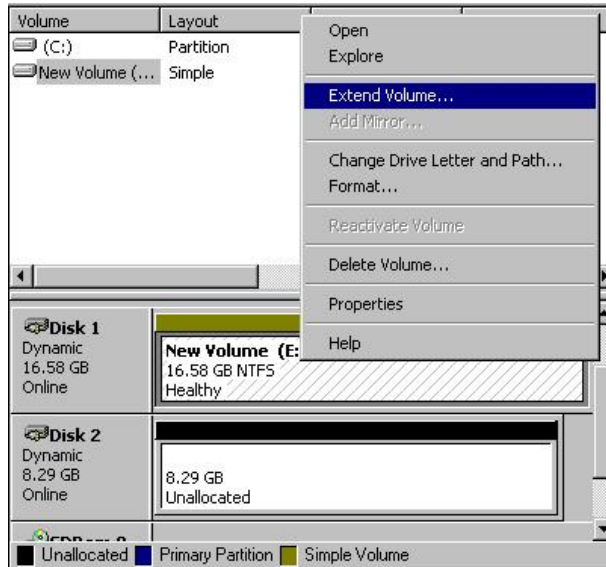 Volume Layout
(C:) Partition
New Volume (... Simple
Open
Explore
Extend Volume...
Add Mirror...
Change Drive Letter and Path...
Format...
Reactivate Volume
Delete Volume...
Properties
Help
Disk 1
Dynamic
16.58 GB
Online
New Volume (E:
16.58 GB NTFS
Healthy
Disk 2
Dynamic
8.29 GB
Online
8.29 GB
Unallocated
Unallocated Primary Partition Simple Volume